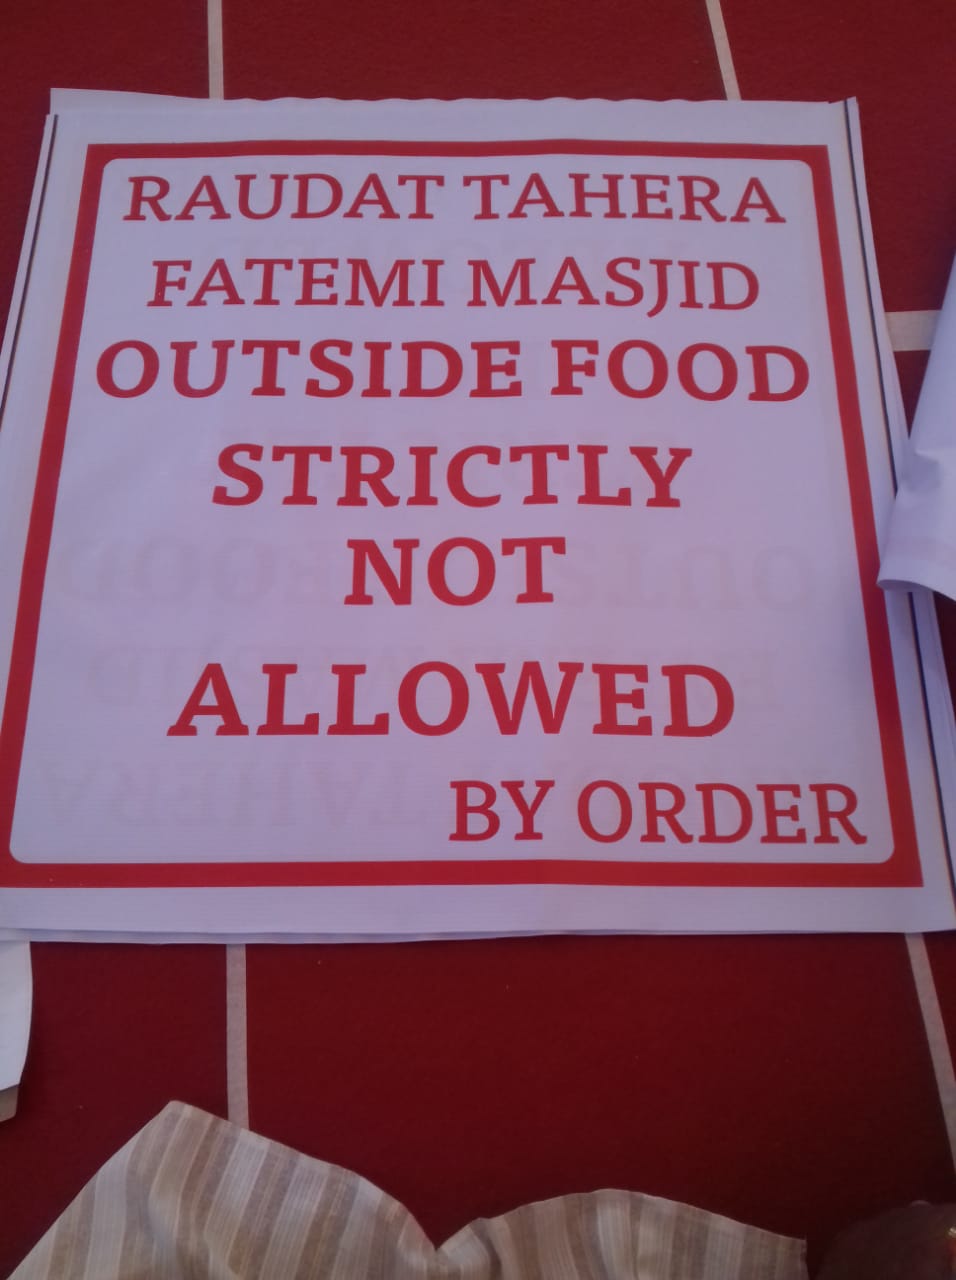 RAUDAT TAHERA
FATEMI MASJID
OUTSIDE FOOD
STRICTLY
NOT
ALLOWED
BY ORDER